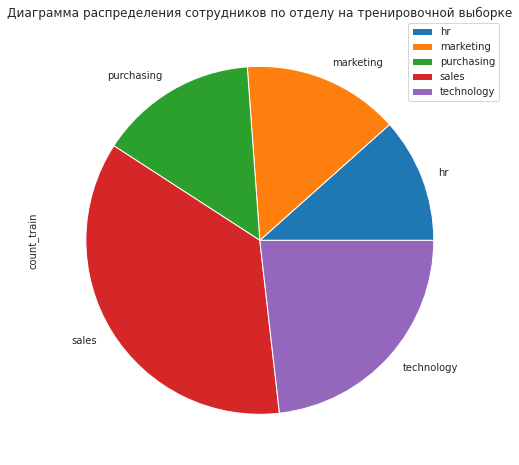 Диаграмма распределения сотрудников по отделу на тренировочной выборке
hr
marketing
purchasing
sales
technology
marketing
purchasing
hr
count_train
sales
technology